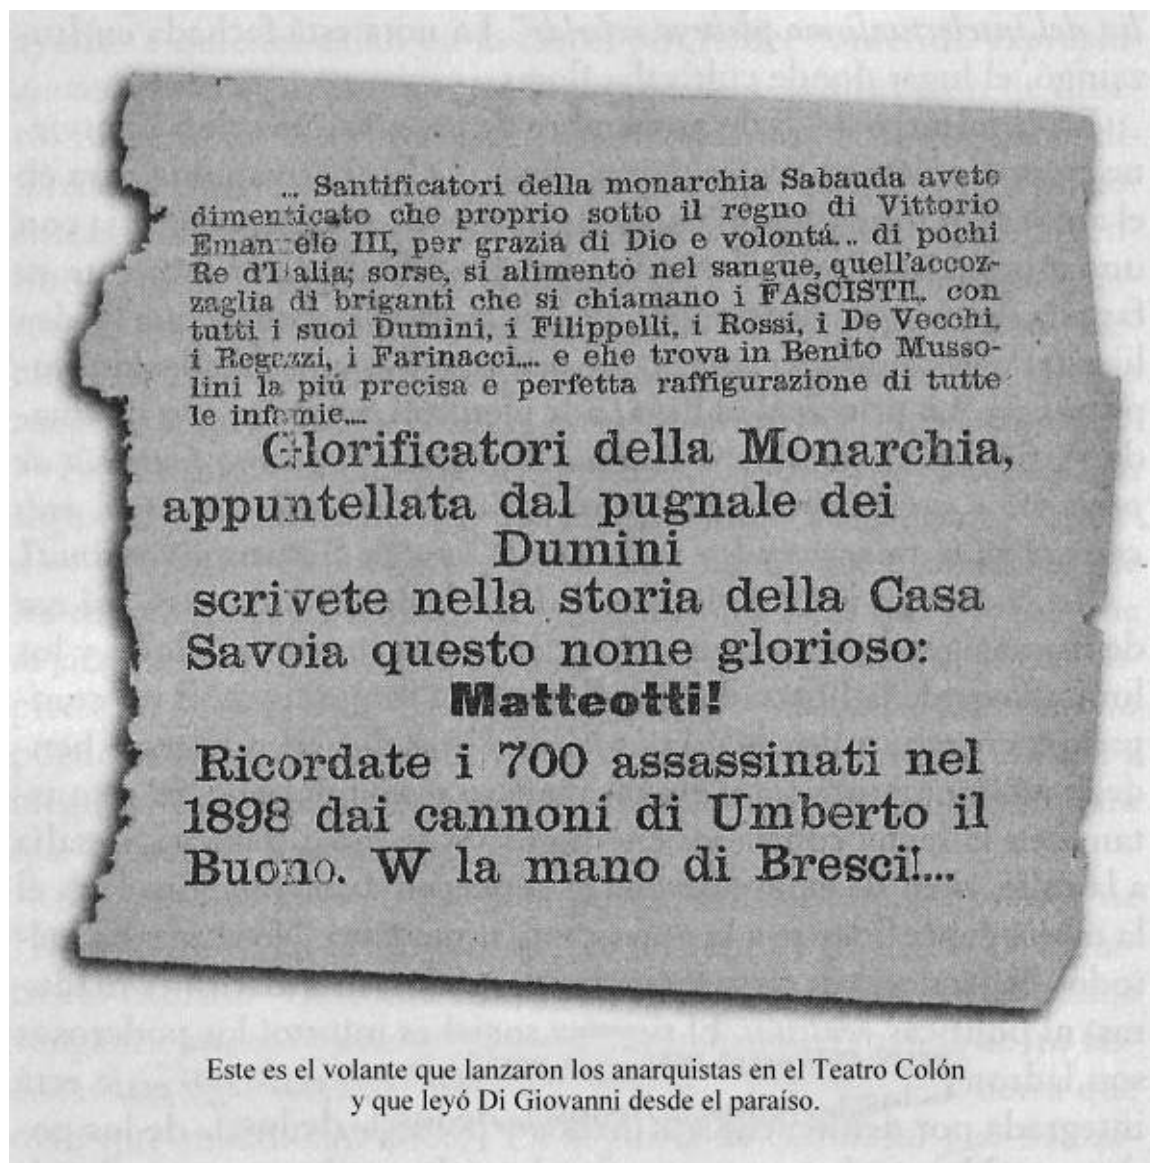 ... Santificatori della monarchia Sabauda avete
dimenticato che proprio sotto il regno di Vittorio
Emanuele III, per grazia di Dio e volontá... di pochi
Re d'Italia; sorse, si alimentò nel sangue, quell'accoz-
zaglia di briganti che si chiamano i FASCISTI... con
tutti i suoi Dumini, i Filippelli, i Rossi, i De Vecchi,
i Regazzi, i Farinacci.... e ehe trova in Benito Musso-
lini la piú precisa e perfetta raffigurazione di tutte
le infamie....
Glorificatori della Monarchia,
appuntellata dal pugnale dei
Dumini
scrivete nella storia della Casa
Savoia questo nome glorioso:
Matteotti!
Ricordate i 700 assassinati nel
1898 dai cannoni di Umberto il
Buono. W la mano di Bresci!...
Este es el volante que lanzaron los anarquistas en el Teatro Colón
y que leyó Di Giovanni desde el paraíso.